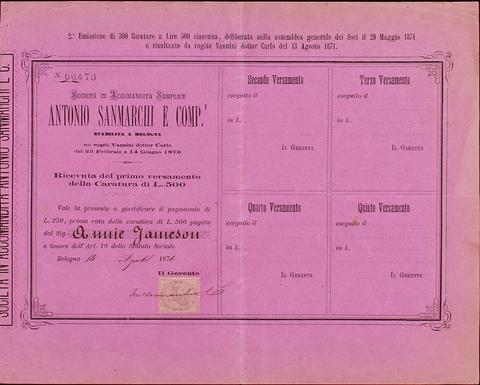 2.ª Emissione di 300 Carature a Lire 500 ciascuna, deliberata nella assemblea generale dei Soci il 29 Maggio 1871
e risultante da rogito Vannini dottor Carlo del 13 Agosto 1871.
SOCIETÀ IN ACCOMANDITA ANTONIO SANMARCHI E C.
N. 00473
SOCIETÀ IN ACCOMANDITA SEMPLICE
ANTONIO SANMARCHI E COMP.I
STABILITA A BOLOGNA
rogiti Vannini dottor Carlo
dei 23 Febbraio e 14 Giugno 1870
Ricevuta del primo versamento
della Caratura di L. 500
Vale la presente a giustificare il pagamento di
L. 250, prima rata della caratura di L. 500 pagata
dal Sig. Annie Jameson
a tenore dell'Art. 10 dello Statuto Sociale.
Bologna 14 Agosto 1871
Il Gerente
Secondo Versamento
eseguito il
in L.
IL GERENTE
Terzo Versamento
eseguito il
in L.
IL GERENTE
Quarto Versamento
eseguito il
in L.
IL GERENTE
Quinto Versamento
eseguito il
in L.
IL GERENTE